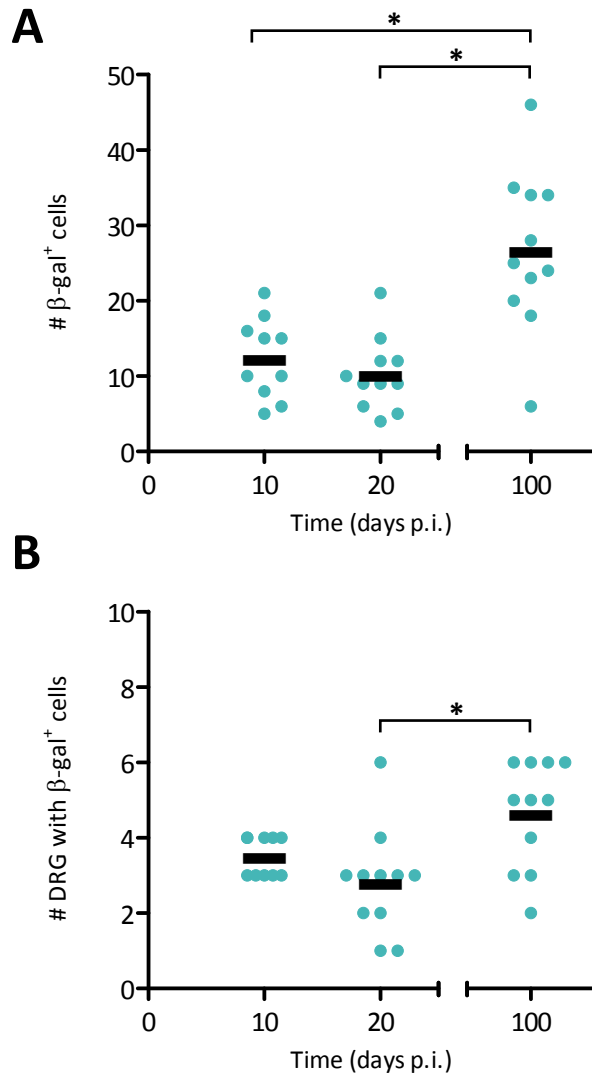 A
*
*
50
40
30
20
10
0
# β-gal⁺ cells
0 10 20 100
Time (days p.i.)
B
10
8
6
4
2
0
*
# DRG with β-gal⁺ cells
0 10 20 100
Time (days p.i.)